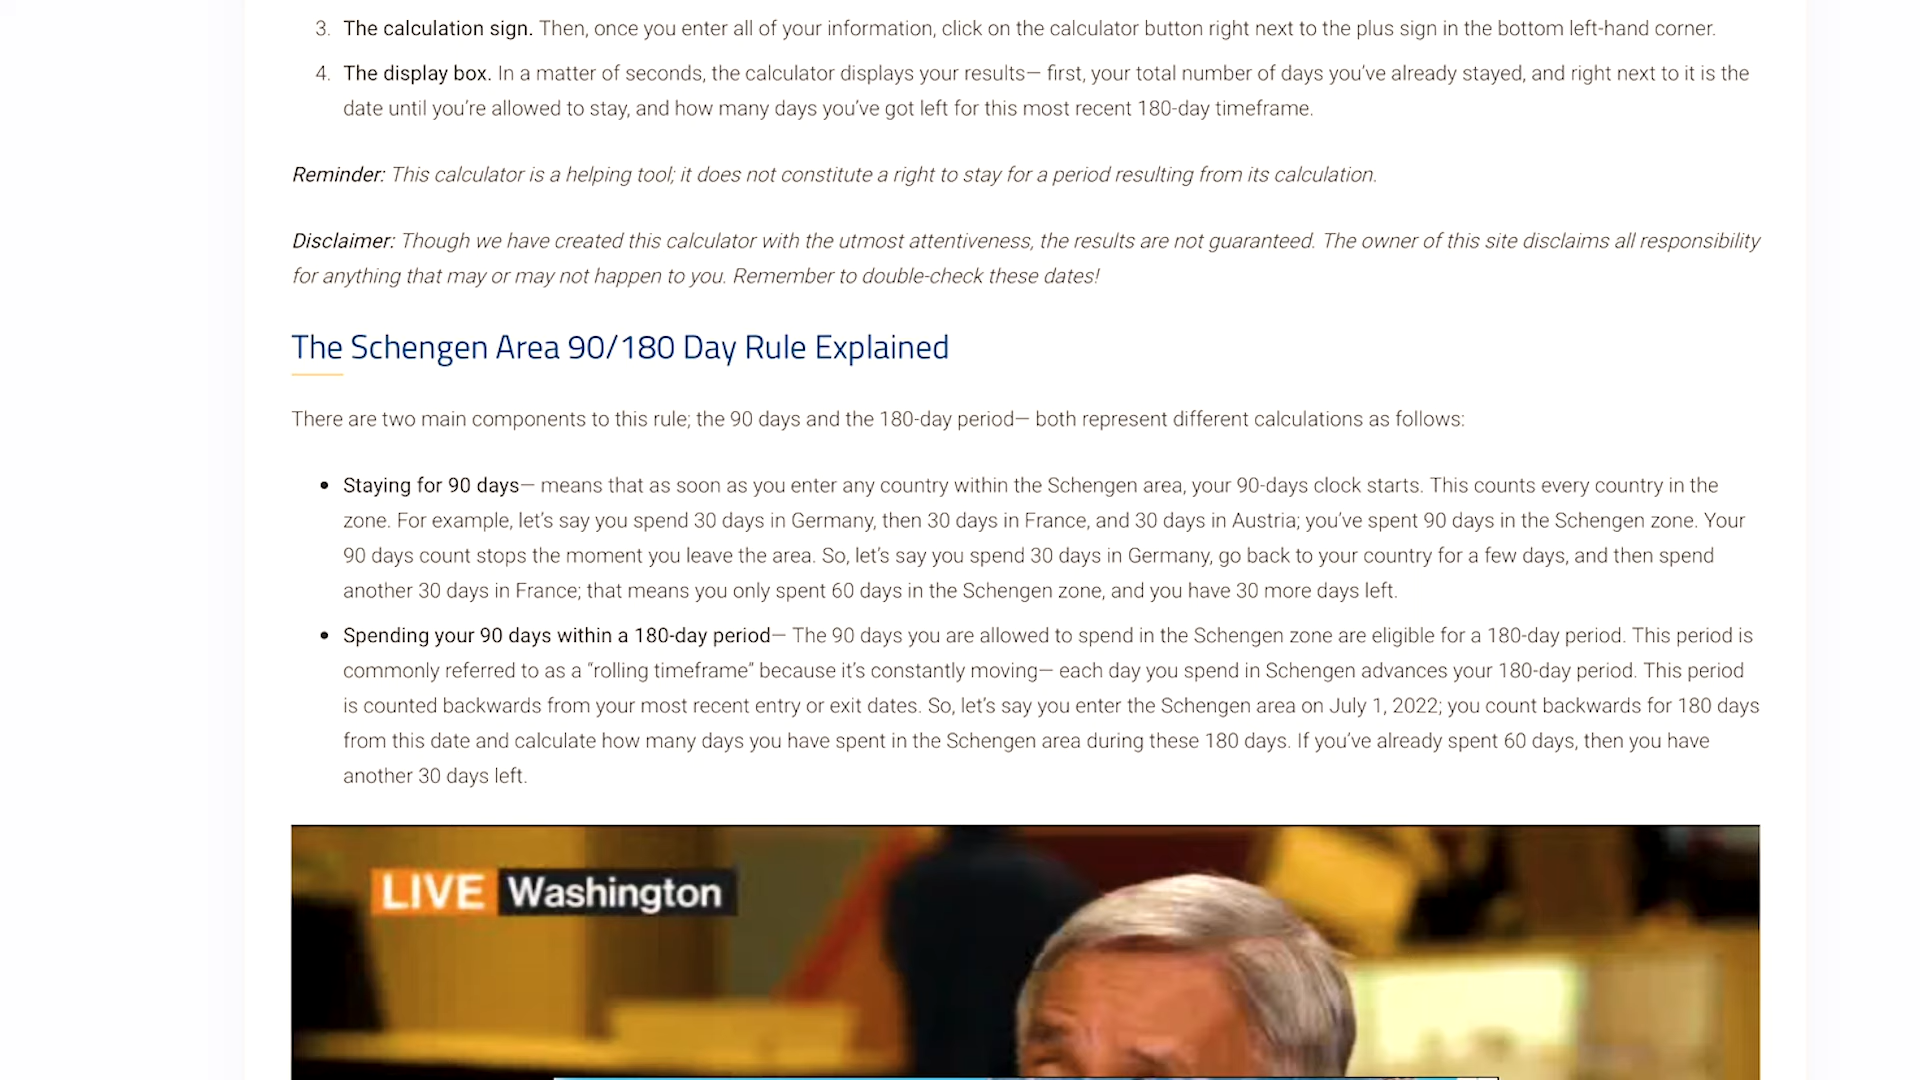 3. The calculation sign. Then, once you enter all of your information, click on the calculator button right next to the plus sign in the bottom left-hand corner.
4. The display box. In a matter of seconds, the calculator displays your results— first, your total number of days you’ve already stayed, and right next to it is the
date until you’re allowed to stay, and how many days you’ve got left for this most recent 180-day timeframe.
Reminder: This calculator is a helping tool; it does not constitute a right to stay for a period resulting from its calculation.
Disclaimer: Though we have created this calculator with the utmost attentiveness, the results are not guaranteed. The owner of this site disclaims all responsibility
for anything that may or may not happen to you. Remember to double-check these dates!
The Schengen Area 90/180 Day Rule Explained
There are two main components to this rule; the 90 days and the 180-day period— both represent different calculations as follows:
• Staying for 90 days— means that as soon as you enter any country within the Schengen area, your 90-days clock starts. This counts every country in the
zone. For example, let’s say you spend 30 days in Germany, then 30 days in France, and 30 days in Austria; you’ve spent 90 days in the Schengen zone. Your
90 days count stops the moment you leave the area. So, let’s say you spend 30 days in Germany, go back to your country for a few days, and then spend
another 30 days in France; that means you only spent 60 days in the Schengen zone, and you have 30 more days left.
• Spending your 90 days within a 180-day period— The 90 days you are allowed to spend in the Schengen zone are eligible for a 180-day period. This period is
commonly referred to as a “rolling timeframe” because it’s constantly moving— each day you spend in Schengen advances your 180-day period. This period
is counted backwards from your most recent entry or exit dates. So, let’s say you enter the Schengen area on July 1, 2022; you count backwards for 180 days
from this date and calculate how many days you have spent in the Schengen area during these 180 days. If you’ve already spent 60 days, then you have
another 30 days left.
LIVE Washington